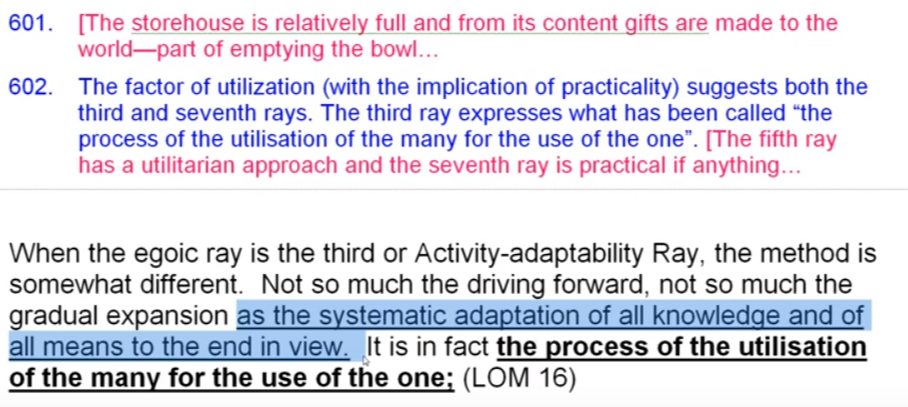 601. [The storehouse is relatively full and from its content gifts are made to the
world—part of emptying the bowl…
602. The factor of utilization (with the implication of practicality) suggests both the
third and seventh rays. The third ray expresses what has been called “the
process of the utilisation of the many for the use of the one”. [The fifth ray
has a utilitarian approach and the seventh ray is practical if anything…
When the egoic ray is the third or Activity-adaptability Ray, the method is
somewhat different. Not so much the driving forward, not so much the
gradual expansion as the systematic adaptation of all knowledge and of
all means to the end in view. It is in fact the process of the utilisation
of the many for the use of the one; (LOM 16)